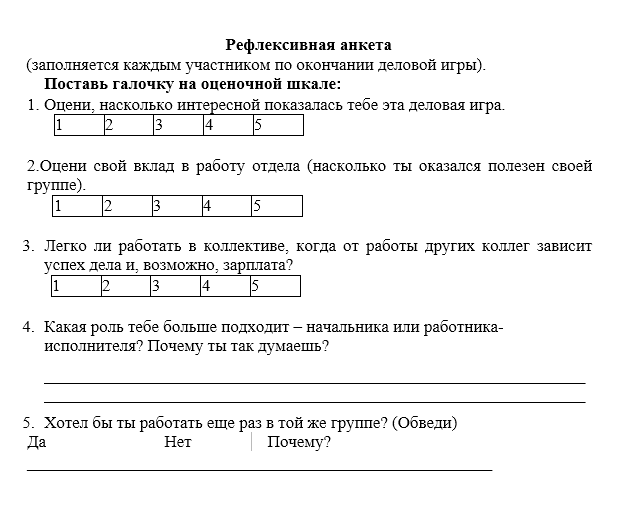 Рефлексивная анкета
(заполняется каждым участником по окончании деловой игры).
Поставь галочку на оценочной шкале:
1. Оцени, насколько интересной показалась тебе эта деловая игра.
1 2 3 4 5
2.Оцени свой вклад в работу отдела (насколько ты оказался полезен своей
группе).
1 2 3 4 5
3. Легко ли работать в коллективе, когда от работы других коллег зависит
успех дела и, возможно, зарплата?
1 2 3 4 5
4. Какая роль тебе больше подходит – начальника или работника-
исполнителя? Почему ты так думаешь?
5. Хотел бы ты работать еще раз в той же группе? (Обведи)
Да Нет Почему?